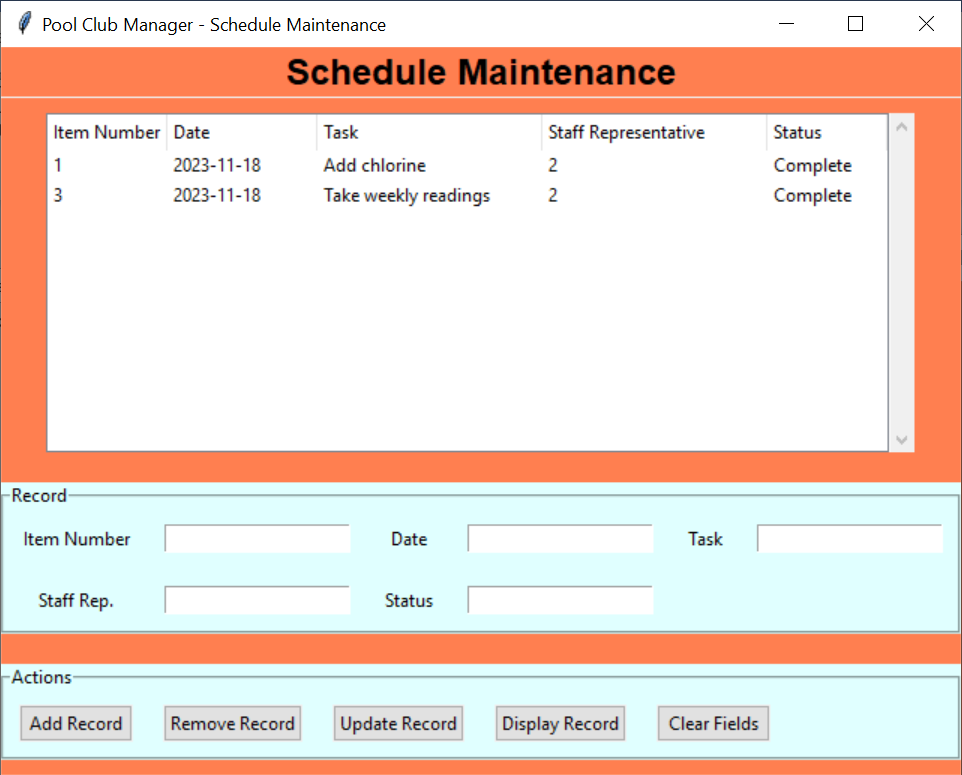 Pool Club Manager - Schedule Maintenance
Schedule Maintenance
Item Number Date Task Staff Representative Status
1 2023-11-18 Add chlorine 2 Complete
3 2023-11-18 Take weekly readings 2 Complete
Record
Item Number Date Task
Staff Rep. Status
Actions
Add Record Remove Record Update Record Display Record Clear Fields